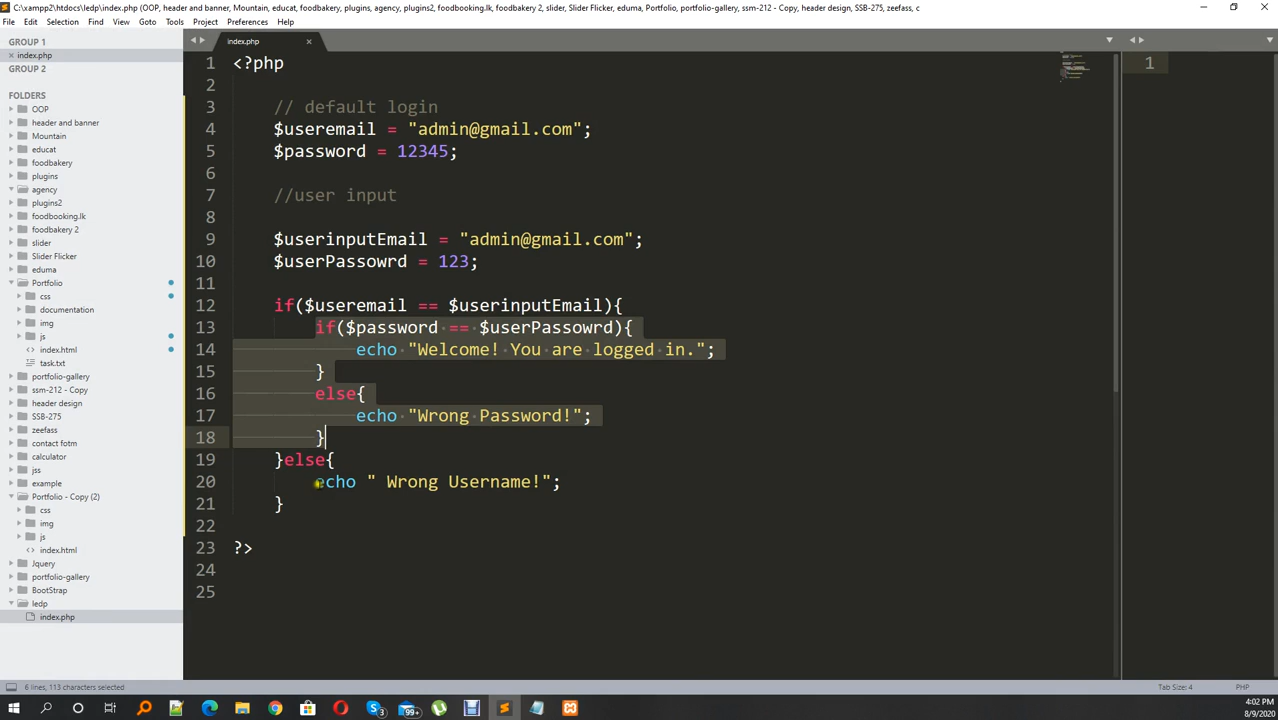 C:\xampp2\htdocs\ledp\index.php (OOP, header and banner, Mountain, educat, foodbakery, plugins, agency, plugins2, foodbooking.lk, foodbakery 2, slider, Slider Flicker, eduma, Portfolio, portfolio-gallery, ssm-212 - Copy, header design, SSB-275, zeefass, c
File Edit Selection Find View Goto Tools Project Preferences Help
GROUP 1
index.php
GROUP 2
FOLDERS
OOP
header and banner
Mountain
educat
foodbakery
plugins
agency
plugins2
foodbooking.lk
foodbakery 2
slider
Slider Flicker
eduma
Portfolio
css
documentation
img
js
index.html
task.txt
portfolio-gallery
ssm-212 - Copy
header design
SSB-275
zeefass
contact fotm
calculator
jss
example
Portfolio - Copy (2)
css
img
js
index.html
Jquery
portfolio-gallery
BootStrap
ledp
index.php
index.php
1 <?php
2
3 // default login
4 $useremail = "admin@gmail.com";
5 $password = 12345;
6
7 //user input
8
9 $userinputEmail = "admin@gmail.com";
10 $userPassowrd = 123;
11
12 if($useremail == $userinputEmail){
13 if($password == $userPassowrd){
14 echo "Welcome! You are logged in.";
15 }
16 else{
17 echo "Wrong Password!";
18 }
19 }else{
20 echo " Wrong Username!";
21 }
22
23 ?>
24
25
1
6 lines, 113 characters selected
Tab Size: 4 PHP
3
99+
4:02 PM
8/9/2020